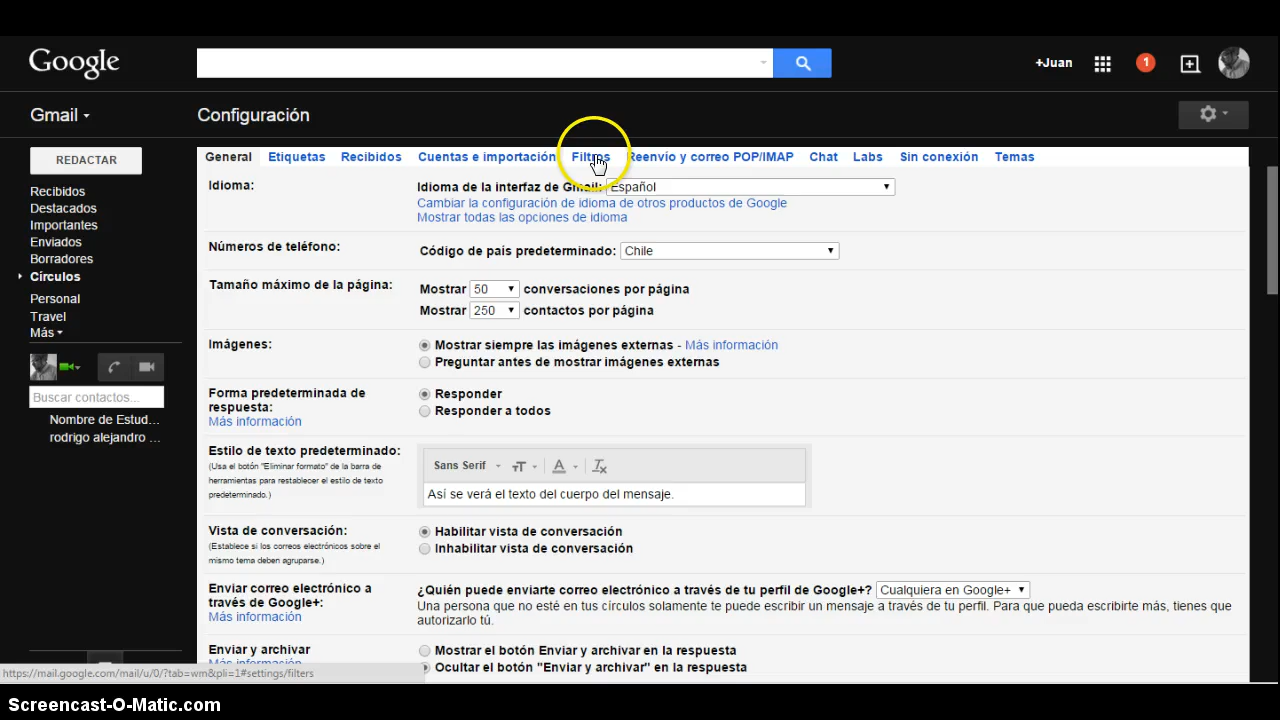 Google
+Juan
1
Gmail
Configuración
REDACTAR
General Etiquetas Recibidos Cuentas e importación Filtros Reenvío y correo POP/IMAP Chat Labs Sin conexión Temas
Recibidos
Destacados
Importantes
Enviados
Borradores
Círculos
Personal
Travel
Más
Buscar contactos...
Nombre de Estud...
rodrigo alejandro ...
Idioma:
Idioma de la interfaz de Gmail: Español
Cambiar la configuración de idioma de otros productos de Google
Mostrar todas las opciones de idioma
Números de teléfono:
Código de país predeterminado: Chile
Tamaño máximo de la página:
Mostrar 50 conversaciones por página
Mostrar 250 contactos por página
Imágenes:
Mostrar siempre las imágenes externas - Más información
Preguntar antes de mostrar imágenes externas
Forma predeterminada de
respuesta:
Más información
Responder
Responder a todos
Estilo de texto predeterminado:
(Usa el botón "Eliminar formato" de la barra de
herramientas para restablecer el estilo de texto
predeterminado.)
Sans Serif
Así se verá el texto del cuerpo del mensaje.
Vista de conversación:
(Establece si los correos electrónicos sobre el
mismo tema deben agruparse.)
Habilitar vista de conversación
Inhabilitar vista de conversación
Enviar correo electrónico a
través de Google+:
Más información
¿Quién puede enviarte correo electrónico a través de tu perfil de Google+? Cualquiera en Google+
Una persona que no esté en tus círculos solamente te puede escribir un mensaje a través de tu perfil. Para que pueda escribirte más, tienes que
autorizarlo tú.
Enviar y archivar
Más información
Mostrar el botón Enviar y archivar en la respuesta
Ocultar el botón "Enviar y archivar" en la respuesta
https://mail.google.com/mail/u/0/?tab=wm&pli=1#settings/filters
Screencast-O-Matic.com